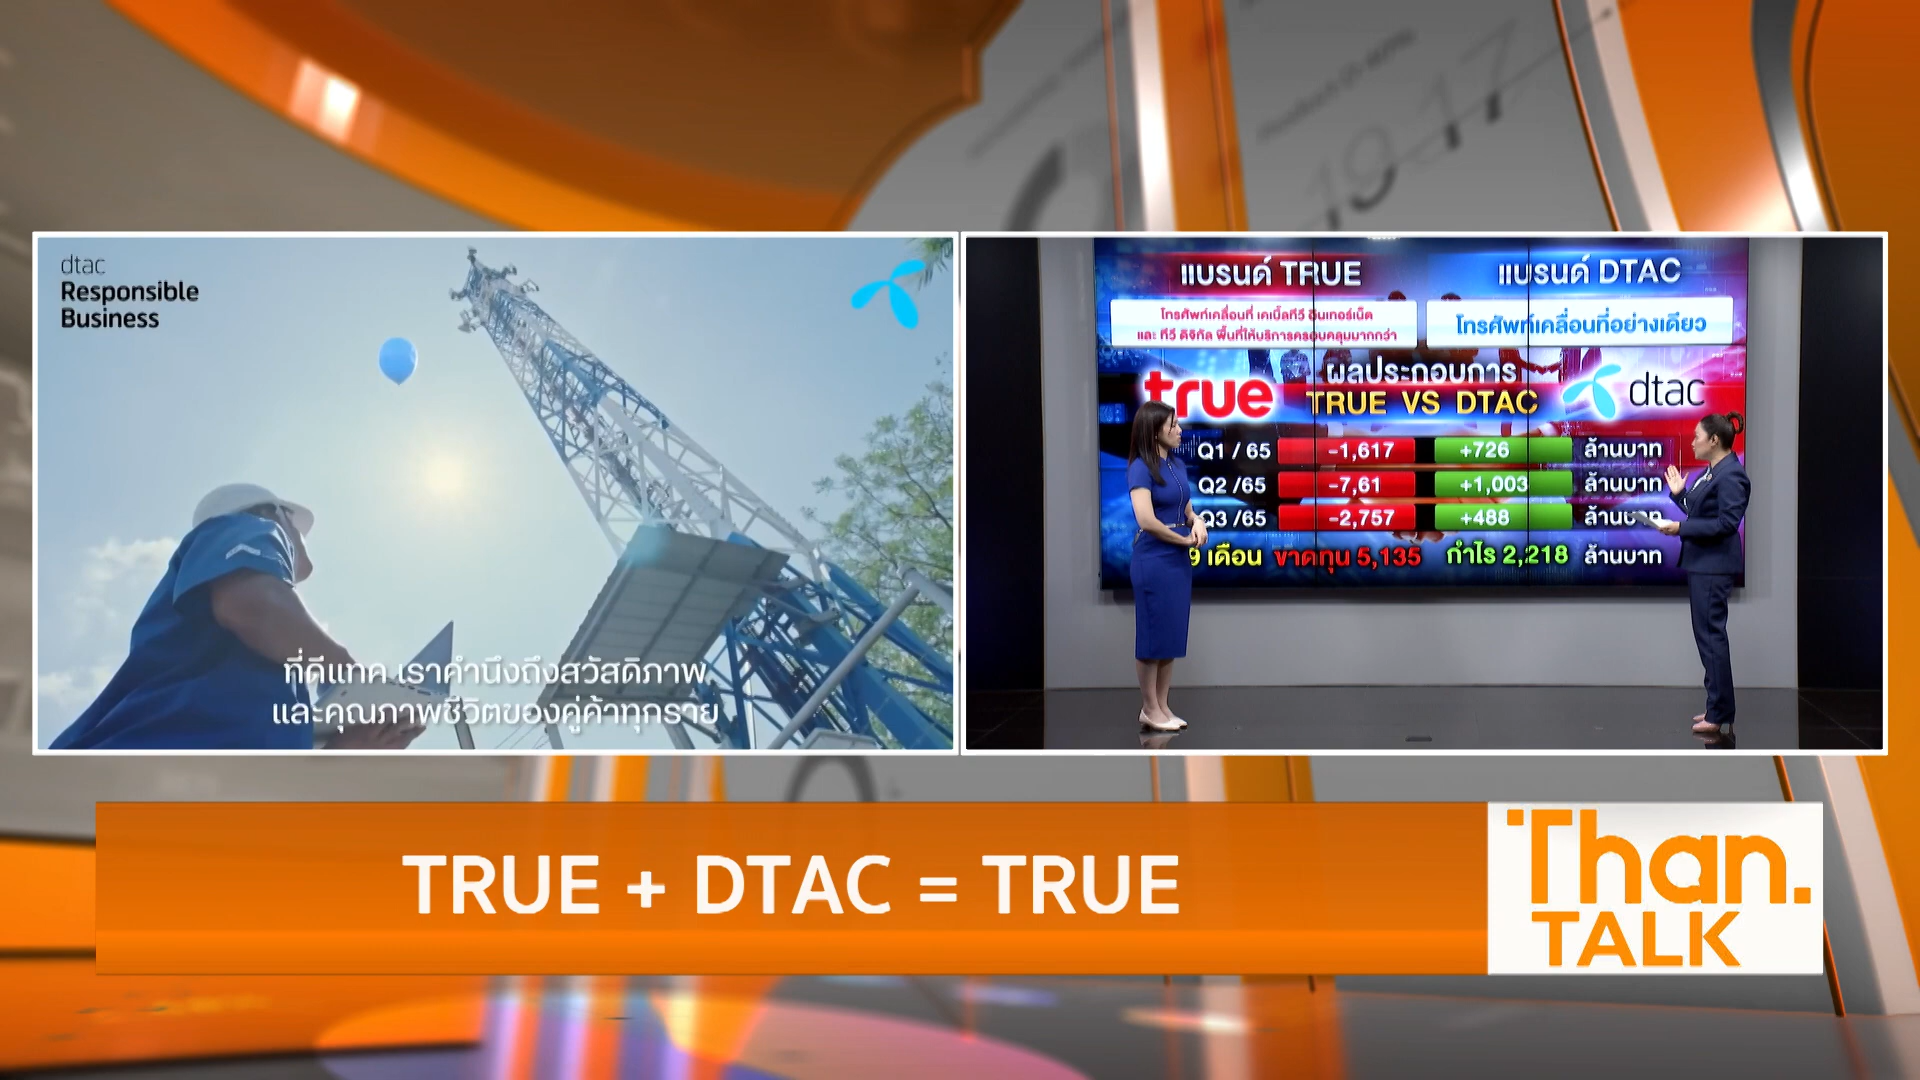 dtac
Responsible
Business
ที่ดีแทค เราคำนึงถึงสวัสดิภาพ
และคุณภาพชีวิตของคู่ค้าทุกราย
แบรนด์ TRUE
แบรนด์ DTAC
โทรศัพท์เคลื่อนที่ เคเบิ้ลทีวี อินเทอร์เน็ต
และ ทีวี ดิจิทัล พื้นที่ให้บริการครอบคลุมมากกว่า
โทรศัพท์เคลื่อนที่อย่างเดียว
true
ผลประกอบการ
TRUE VS DTAC
dtac
Q1 / 65 -1,617 +726 ล้านบาท
Q2 /65 -7,61 +1,003 ล้านบาท
Q3 /65 -2,757 +488 ล้านบาท
9 เดือน ขาดทุน 5,135 กำไร 2,218 ล้านบาท
TRUE + DTAC = TRUE
Than.
TALK